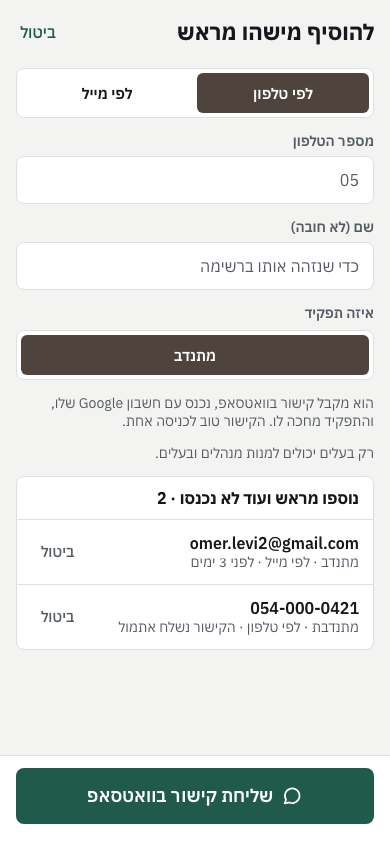 להוסיף מישהו מראש
ביטול
לפי טלפון
לפי מייל
מספר הטלפון
05
שם (לא חובה)
כדי שנזהה אותו ברשימה
איזה תפקיד
מתנדב
הוא מקבל קישור בוואטסאפ, נכנס עם חשבון Google שלו,
והתפקיד מחכה לו. הקישור טוב לכניסה אחת.
רק בעלים יכולים למנות מנהלים ובעלים.
נוספו מראש ועוד לא נכנסו · 2
omer.levi2@gmail.com
מתנדב · לפי מייל · לפני 3 ימים
ביטול
054-000-0421
מתנדבת · לפי טלפון · הקישור נשלח אתמול
ביטול
שליחת קישור בוואטסאפ